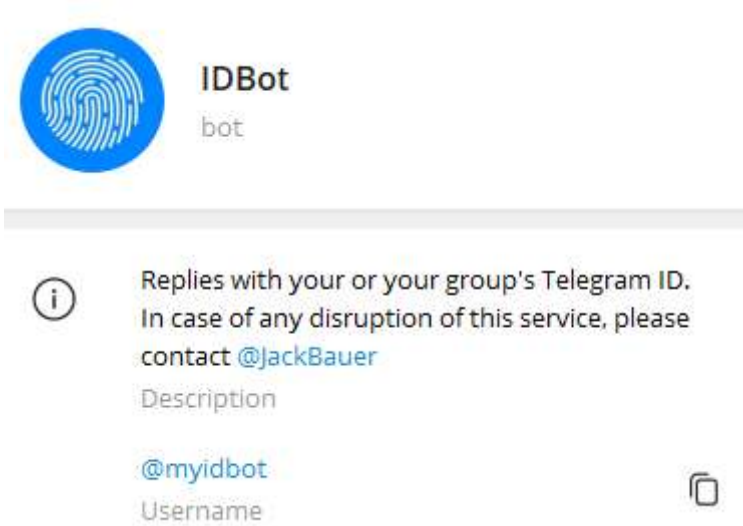 IDBot
bot
Replies with your or your group's Telegram ID.
In case of any disruption of this service, please
contact @JackBauer
Description
@myidbot
Username